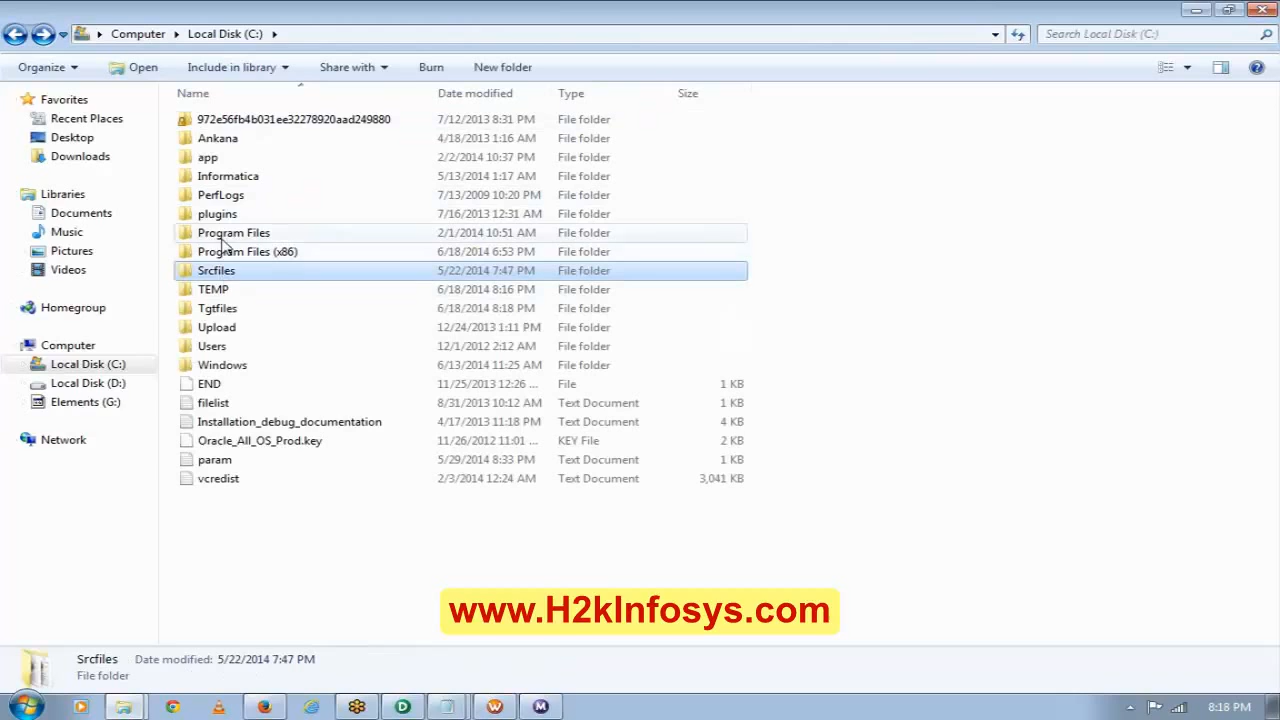 Computer Local Disk (C:) Search Local Disk (C:)
Organize Open Include in library Share with Burn New folder
Name Date modified Type Size
Favorites
Recent Places
Desktop
Downloads
Libraries
Documents
Music
Pictures
Videos
Homegroup
Computer
Local Disk (C:)
Local Disk (D:)
Elements (G:)
Network
972e56fb4b031ee32278920aad249880 7/12/2013 8:31 PM File folder
Ankana 4/18/2013 1:16 AM File folder
app 2/2/2014 10:37 PM File folder
Informatica 5/13/2014 1:17 AM File folder
PerfLogs 7/13/2009 10:20 PM File folder
plugins 7/16/2013 12:31 AM File folder
Program Files 2/1/2014 10:51 AM File folder
Program Files (x86) 6/18/2014 6:53 PM File folder
Srcfiles 5/22/2014 7:47 PM File folder
TEMP 6/18/2014 8:16 PM File folder
Tgtfiles 6/18/2014 8:18 PM File folder
Upload 12/24/2013 1:11 PM File folder
Users 12/1/2012 2:12 AM File folder
Windows 6/13/2014 11:25 AM File folder
END 11/25/2013 12:26 ... File 1 KB
filelist 8/31/2013 10:12 AM Text Document 1 KB
Installation_debug_documentation 4/17/2013 11:18 PM Text Document 4 KB
Oracle_All_OS_Prod.key 11/26/2012 11:01 ... KEY File 2 KB
param 5/29/2014 8:33 PM Text Document 1 KB
vcredist 2/3/2014 12:24 AM Text Document 3,041 KB
www.H2kInfosys.com
Srcfiles Date modified: 5/22/2014 7:47 PM
File folder
8:18 PM